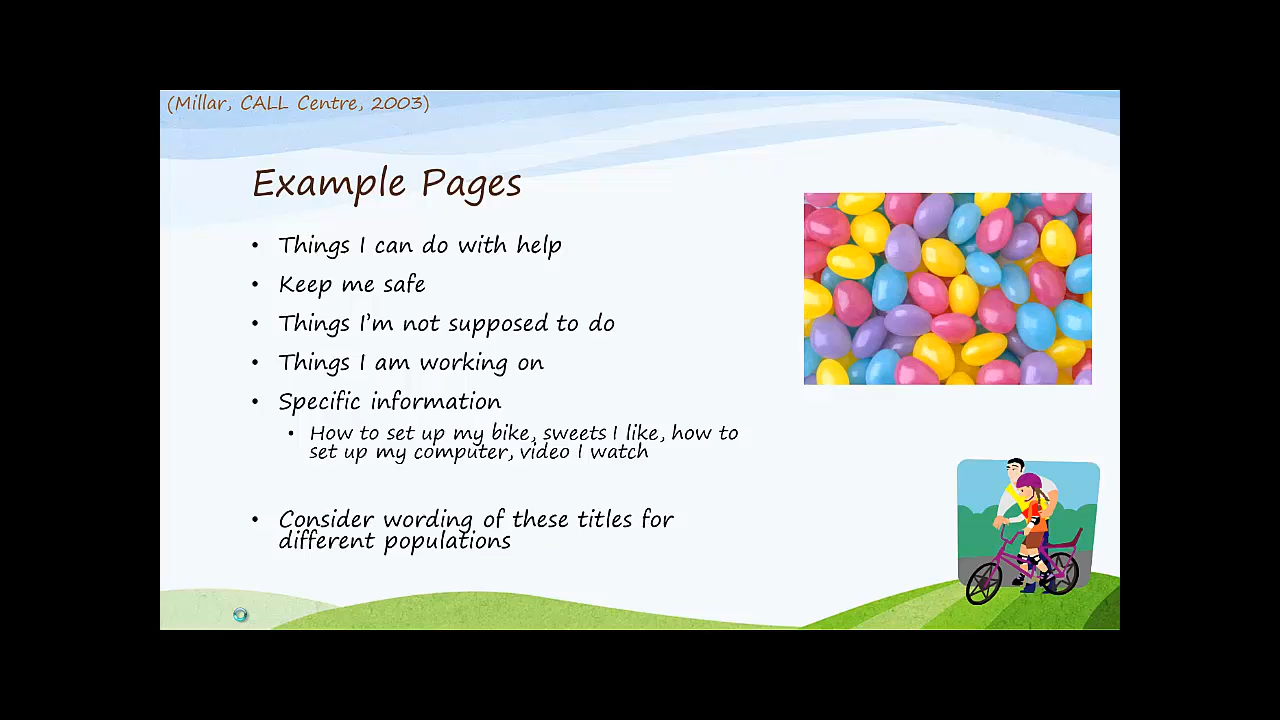 (Millar, CALL Centre, 2003)
Example Pages
• Things I can do with help
• Keep me safe
• Things I'm not supposed to do
• Things I am working on
• Specific information
• How to set up my bike, sweets I like, how to
set up my computer, video I watch
• Consider wording of these titles for
different populations